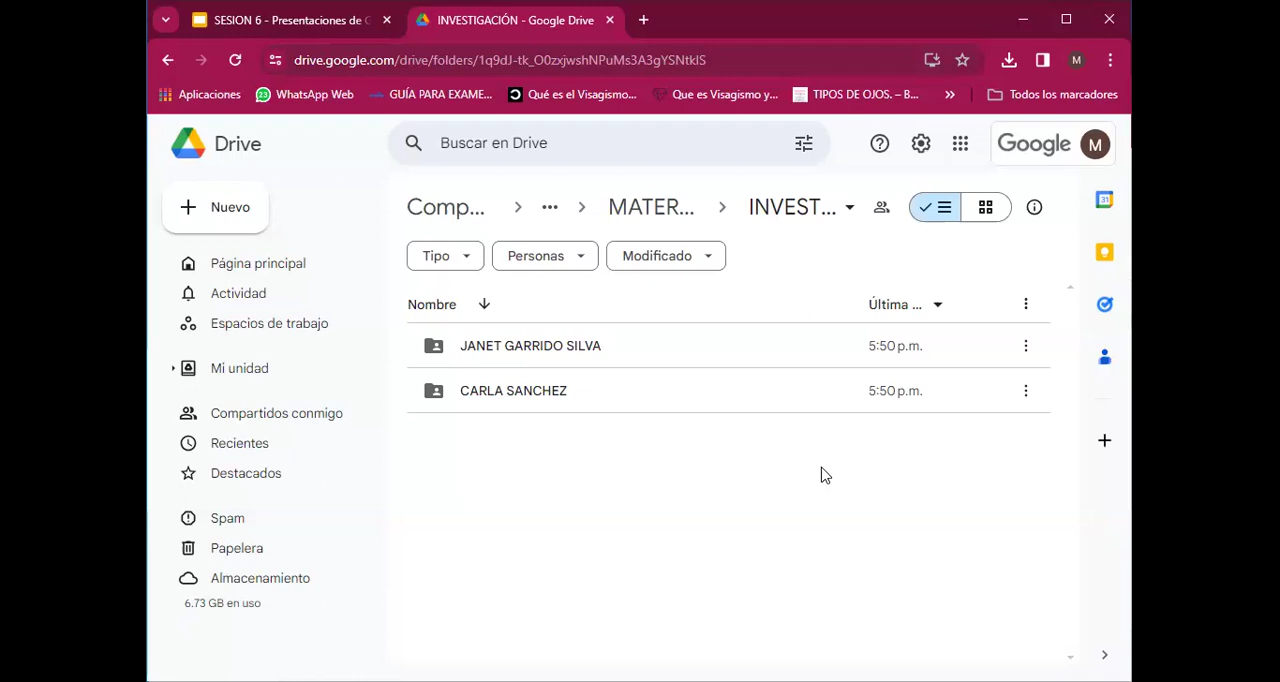 SESION 6 - Presentaciones de C
INVESTIGACIÓN - Google Drive
drive.google.com/drive/folders/1q9dJ-tk_O0zxjwshNPuMs3A3gYSNtklS
M
Aplicaciones
WhatsApp Web
GUÍA PARA EXAME...
Qué es el Visagismo...
Que es Visagismo y...
TIPOS DE OJOS. – B...
Todos los marcadores
Drive
Buscar en Drive
Google
M
Nuevo
Comp...
MATER...
INVEST...
Tipo
Personas
Modificado
Página principal
Actividad
Espacios de trabajo
Mi unidad
Compartidos conmigo
Recientes
Destacados
Spam
Papelera
Almacenamiento
6.73 GB en uso
Nombre
Última ...
JANET GARRIDO SILVA
5:50 p.m.
CARLA SANCHEZ
5:50 p.m.
31